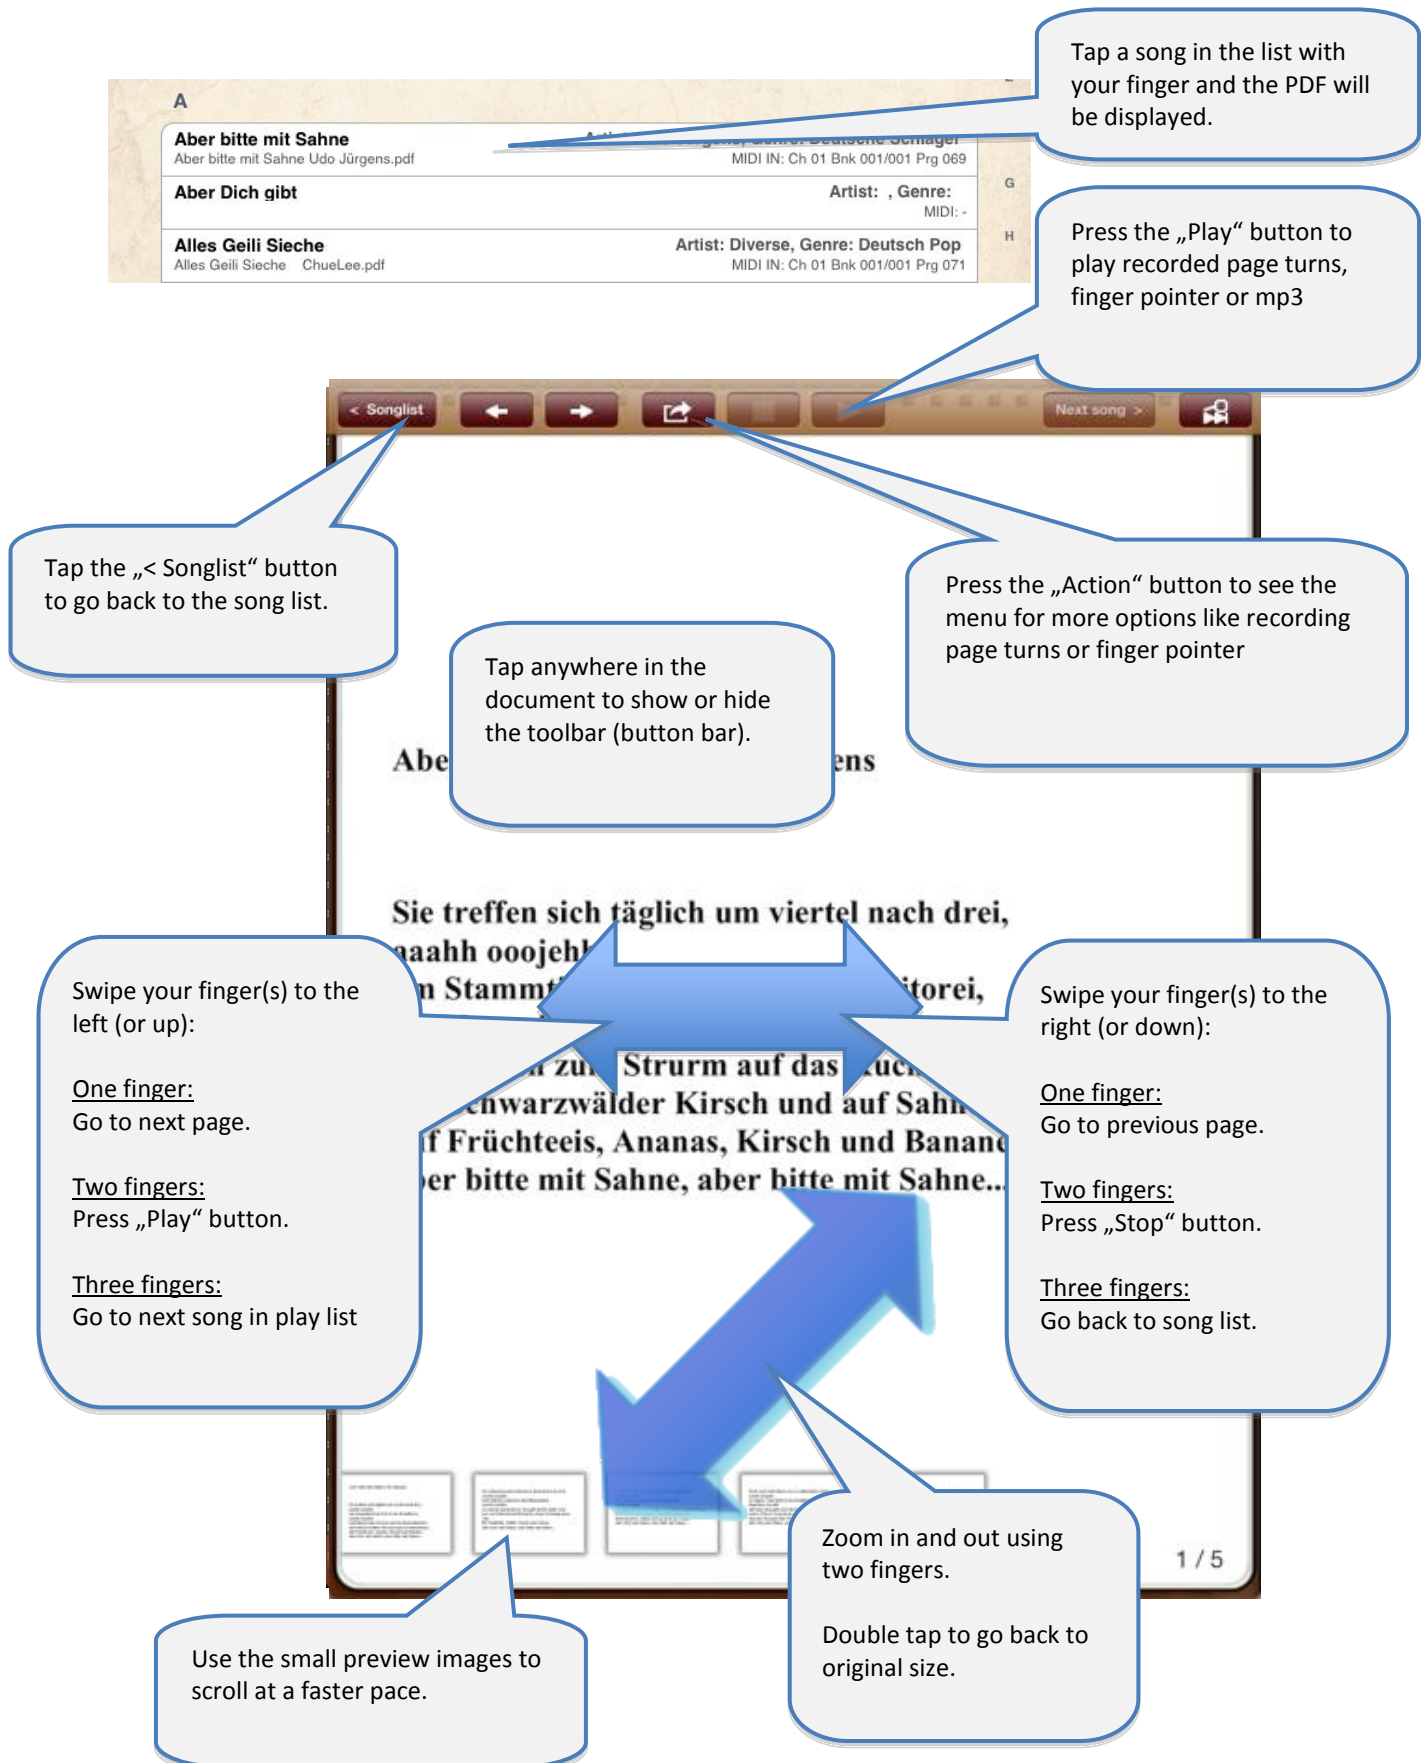 Tap a song in the list with
your finger and the PDF will
be displayed.
A
Aber bitte mit Sahne
Genre: Deutsche Schlager
Aber bitte mit Sahne Udo Jürgens.pdf
MIDI IN: Ch 01 Bnk 001/001 Prg 069
Aber Dich gibt
Artist: , Genre:
MIDI: -
G
Alles Geili Sieche
Artist: Diverse, Genre: Deutsch Pop
Alles Geili Sieche ChueLee.pdf
MIDI IN: Ch 01 Bnk 001/001 Prg 071
H
Press the „Play“ button to
play recorded page turns,
finger pointer or mp3
< Songlist
Next song >
Tap the „< Songlist“ button
to go back to the song list.
Press the „Action“ button to see the
menu for more options like recording
page turns or finger pointer
Tap anywhere in the
document to show or hide
the toolbar (button bar).
Abe
ens
Sie treffen sich täglich um viertel nach drei,
aaahh ooojeh
Stammt
itorei,
zu Strurm auf das
chwarzwälder Kirsch und auf Sahn
f Früchteeis, Ananas, Kirsch und Banane
er bitte mit Sahne, aber bitte mit Sahne...
Swipe your finger(s) to the
left (or up):
One finger:
Go to next page.
Two fingers:
Press „Play“ button.
Three fingers:
Go to next song in play list
Swipe your finger(s) to the
right (or down):
One finger:
Go to previous page.
Two fingers:
Press „Stop“ button.
Three fingers:
Go back to song list.
Zoom in and out using
two fingers.
Double tap to go back to
original size.
1 / 5
Use the small preview images to
scroll at a faster pace.